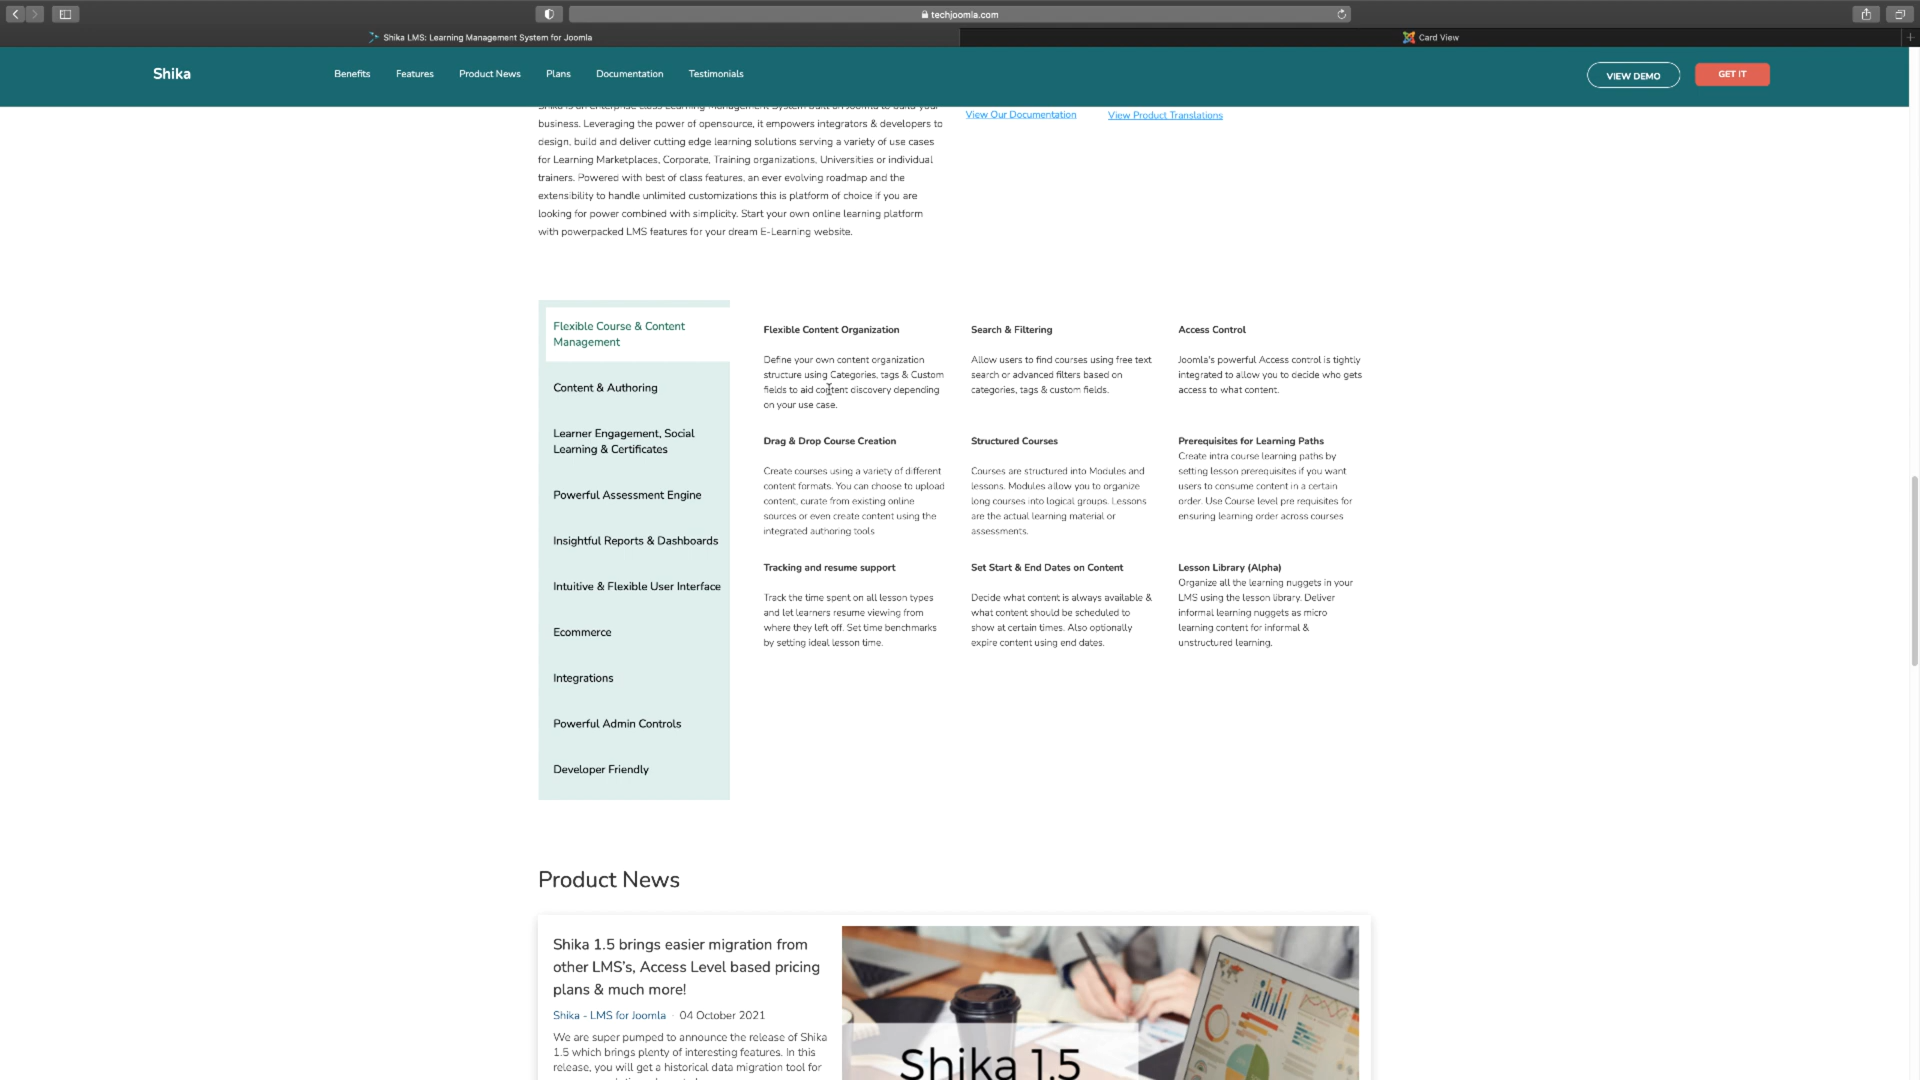 techjoomla.com
Shika LMS: Learning Management System for Joomla
Card View
Shika
Benefits
Features
Product News
Plans
Documentation
Testimonials
VIEW DEMO
GET IT
Shika is an Enterprise class Learning Management System built on Joomla to build your
business. Leveraging the power of opensource, it empowers integrators & developers to
design, build and deliver cutting edge learning solutions serving a variety of use cases
for Learning Marketplaces, Corporate, Training organizations, Universities or individual
trainers. Powered with best of class features, an ever evolving roadmap and the
extensibility to handle unlimited customizations this is platform of choice if you are
looking for power combined with simplicity. Start your own online learning platform
with powerpacked LMS features for your dream E-Learning website.
View Our Documentation
View Product Translations
Flexible Course & Content
Management
Content & Authoring
Learner Engagement, Social
Learning & Certificates
Powerful Assessment Engine
Insightful Reports & Dashboards
Intuitive & Flexible User Interface
Ecommerce
Integrations
Powerful Admin Controls
Developer Friendly
Flexible Content Organization
Define your own content organization
structure using Categories, tags & Custom
fields to aid content discovery depending
on your use case.
Search & Filtering
Allow users to find courses using free text
search or advanced filters based on
categories, tags & custom fields.
Access Control
Joomla's powerful Access control is tightly
integrated to allow you to decide who gets
access to what content.
Drag & Drop Course Creation
Create courses using a variety of different
content formats. You can choose to upload
content, curate from existing online
sources or even create content using the
integrated authoring tools
Structured Courses
Courses are structured into Modules and
lessons. Modules allow you to organize
long courses into logical groups. Lessons
are the actual learning material or
assessments.
Prerequisites for Learning Paths
Create intra course learning paths by
setting lesson prerequisites if you want
users to consume content in a certain
order. Use Course level pre requisites for
ensuring learning order across courses
Tracking and resume support
Track the time spent on all lesson types
and let learners resume viewing from
where they left off. Set time benchmarks
by setting ideal lesson time.
Set Start & End Dates on Content
Decide what content is always available &
what content should be scheduled to
show at certain times. Also optionally
expire content using end dates.
Lesson Library (Alpha)
Organize all the learning nuggets in your
LMS using the lesson library. Deliver
informal learning nuggets as micro
learning content for informal &
unstructured learning.
Product News
Shika 1.5 brings easier migration from
other LMS's, Access Level based pricing
plans & much more!
Shika - LMS for Joomla · 04 October 2021
We are super pumped to announce the release of Shika
1.5 which brings plenty of interesting features. In this
release, you will get a historical data migration tool for
Shika 1.5